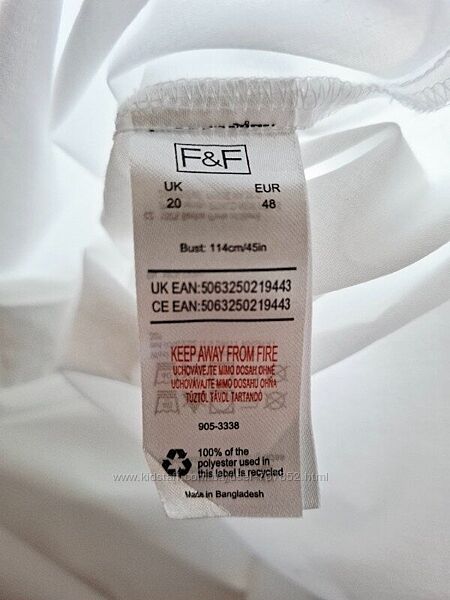 F&F
UK EUR
20 48
Bust: 114cm/45in
UK EAN:5063250219443
CE EAN:5063250219443
KEEP AWAY FROM FIRE
UCHOVÁVEJTE MIMO DOSAH OHNĚ
UCHOVÁVAJTE MIMO DOSAHU OHŇA
TŰZTŐL TÁVOL TARTANDÓ
905-3338
100% of the
polyester used in
this label is recycled
Made in Bangladesh